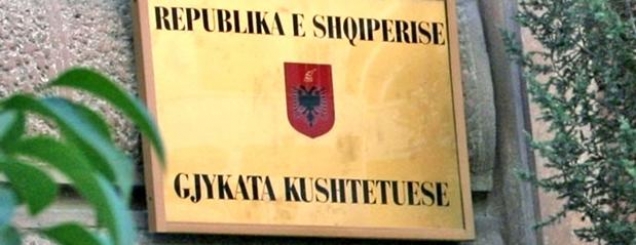 REPUBLIKA E SHQIPERISE
GJYKATA KUSHTETUESE